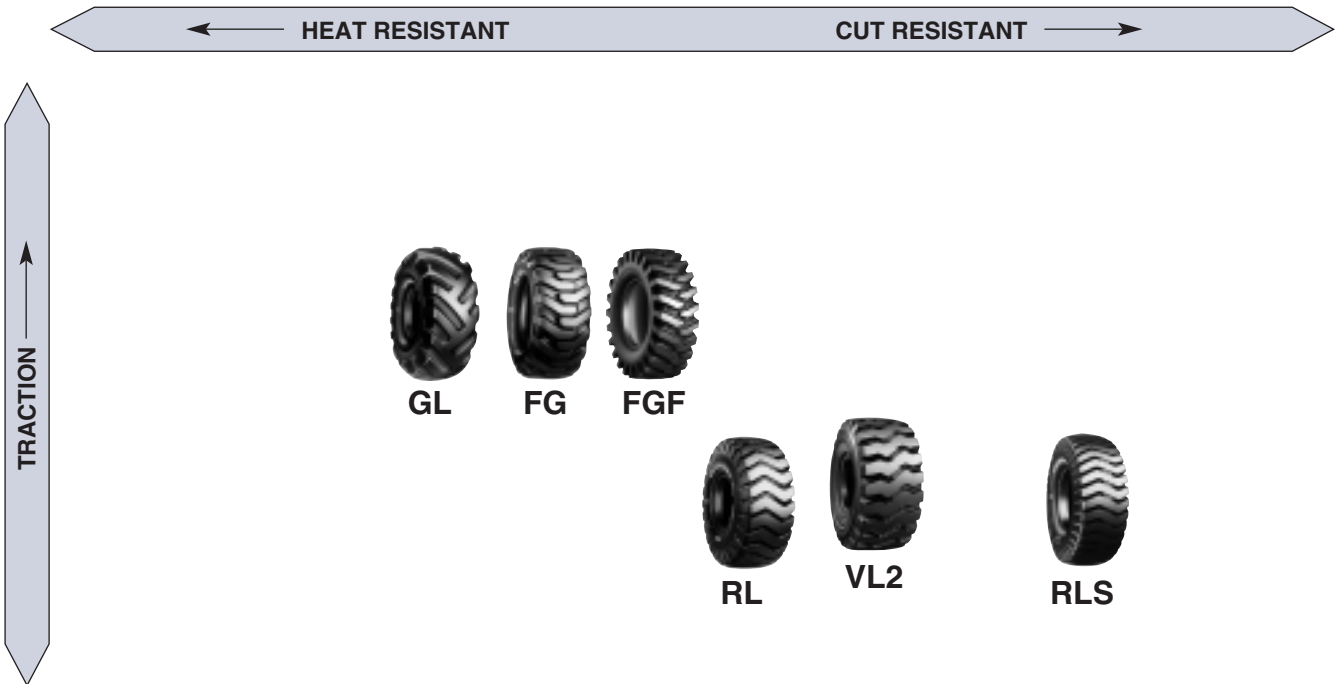 HEAT RESISTANT
CUT RESISTANT
TRACTION
GL
FG
FGF
RL
VL2
RLS